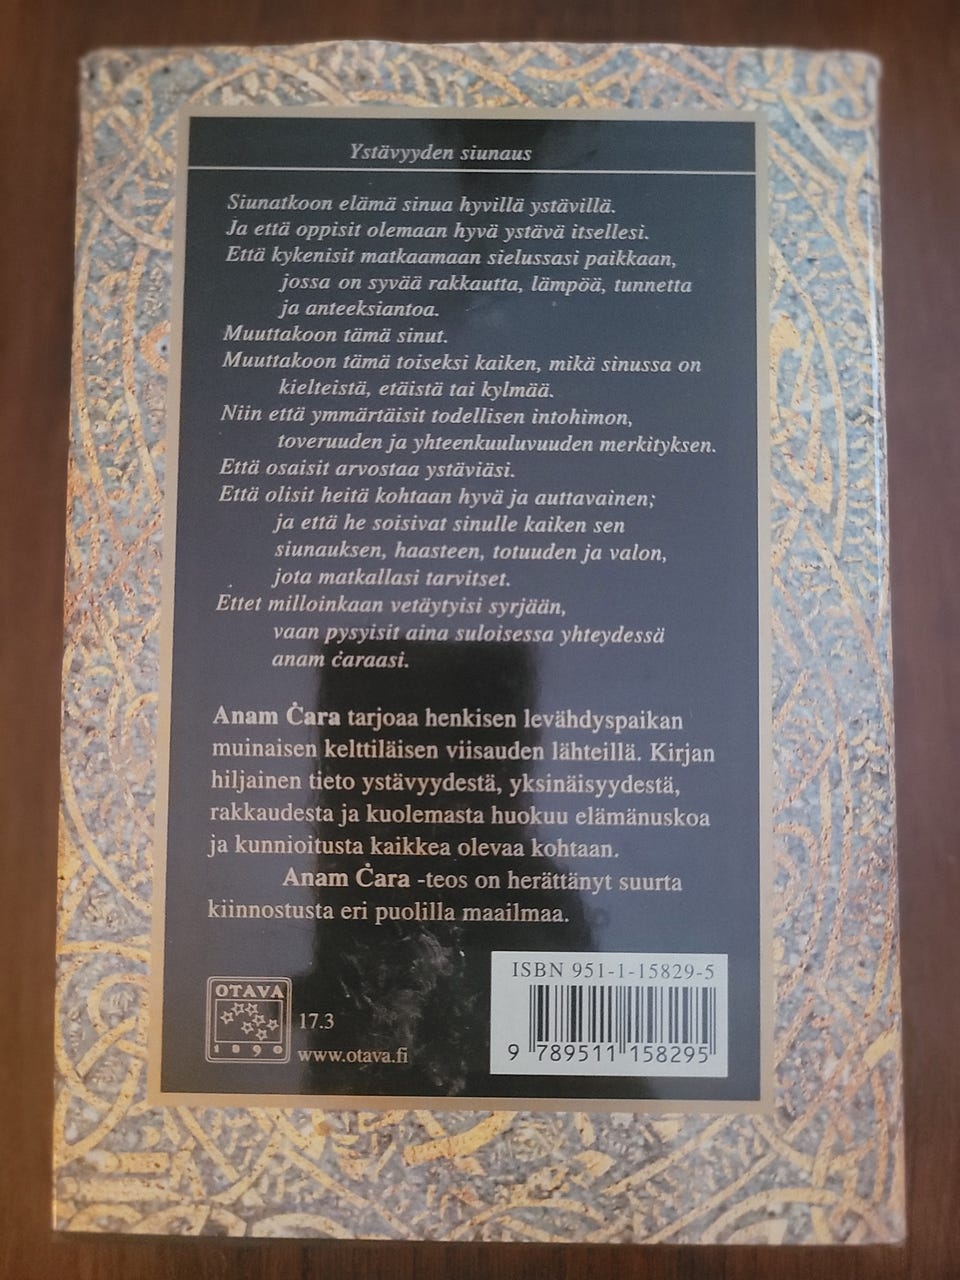 Ystävyyden siunaus
Siunatkoon elämä sinua hyvillä ystävillä.
Ja että oppisit olemaan hyvä ystävä itsellesi.
Että kykenisit matkaamaan sielussasi paikkaan,
jossa on syvää rakkautta, lämpöä, tunnetta
ja anteeksiantoa.
Muuttakoon tämä sinut.
Muuttakoon tämä toiseksi kaiken, mikä sinussa on
kielteistä, etäistä tai kylmää.
Niin että ymmärtäisit todellisen intohimon,
toveruuden ja yhteenkuuluvuuden merkityksen.
Että osaisit arvostaa ystäviäsi.
Että olisit heitä kohtaan hyvä ja auttavainen;
ja että he soisivat sinulle kaiken sen
siunauksen, haasteen, totuuden ja valon,
jota matkallasi tarvitset.
Ettet milloinkaan vetäytyisi syrjään,
vaan pysyisit aina suloisessa yhteydessä
anam ċaraasi.
Anam Ċara tarjoaa henkisen levähdyspaikan
muinaisen kelttiläisen viisauden lähteillä. Kirjan
hiljainen tieto ystävyydestä, yksinäisyydestä,
rakkaudesta ja kuolemasta huokuu elämänuskoa
ja kunnioitusta kaikkea olevaa kohtaan.
Anam Ċara -teos on herättänyt suurta
kiinnostusta eri puolilla maailmaa.
OTAVA
1890
17.3
www.otava.fi
ISBN 951-1-15829-5
9 789511 158295